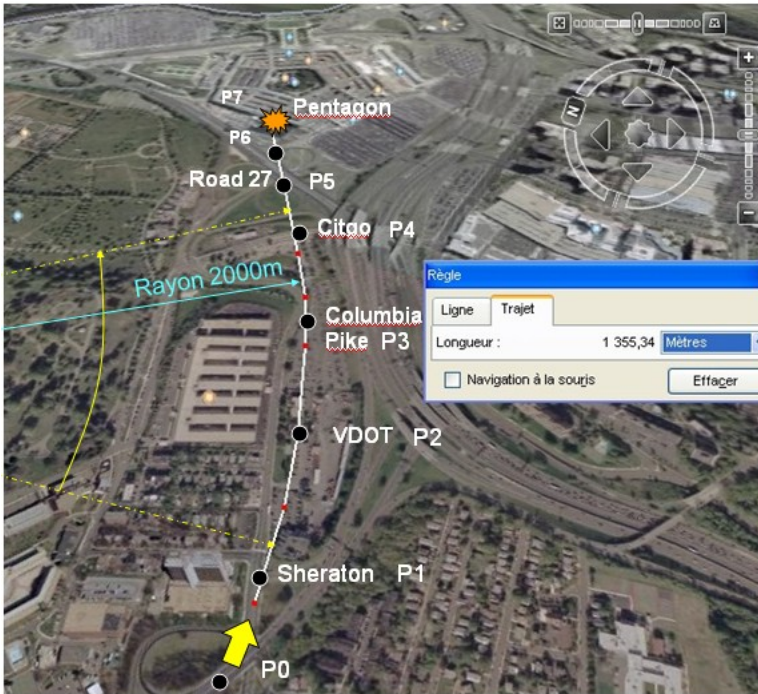 N
P7
Pentagon
P6
Road 27
P5
Citgo P4
Rayon 2000m
Columbia
Pike P3
VDOT P2
Sheraton P1
P0
Règle
Ligne
Trajet
Longueur :
1 355,34
Mètres
Navigation à la souris
Effacer